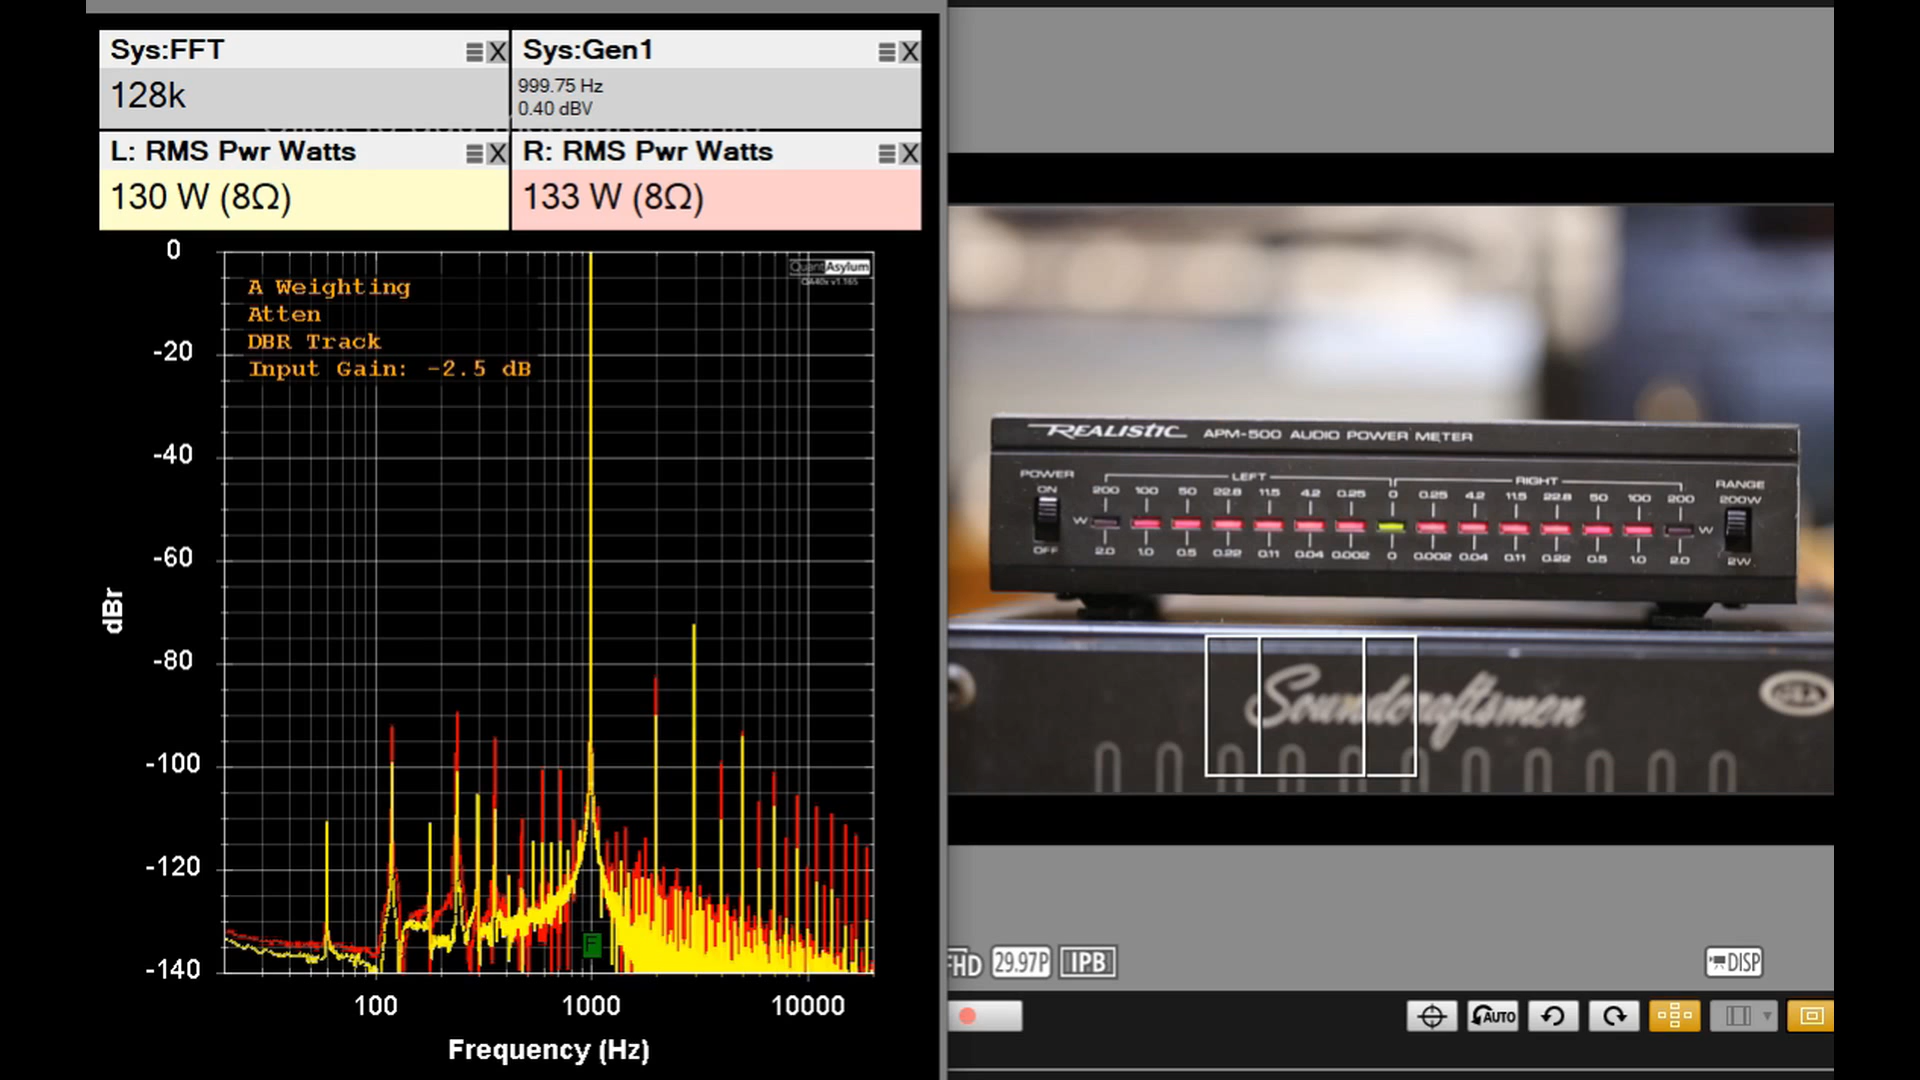 Sys:FFT
Sys:Gen1
128k
999.75 Hz
0.40 dBV
L: RMS Pwr Watts
R: RMS Pwr Watts
130 W (8Ω)
133 W (8Ω)
0
-20
-40
-60
-80
-100
-120
-140
dBr
A Weighting
Atten
DBR Track
Input Gain: -2.5 dB
QuantAsylum
QA40x v1.165
F
100
1000
10000
Frequency (Hz)
REALISTIC APM-500 AUDIO POWER METER
POWER
ON
OFF
LEFT
RIGHT
RANGE
200W
2W
200 100 50 22.8 11.5 4.2 0.25 0 0.25 4.2 11.5 22.8 50 100 200
W
W
2.0 1.0 0.5 0.22 0.11 0.04 0.002 0 0.002 0.04 0.11 0.22 0.5 1.0 2.0
Soundcraftsmen
FHD 29.97P IPB
DISP
AUTO